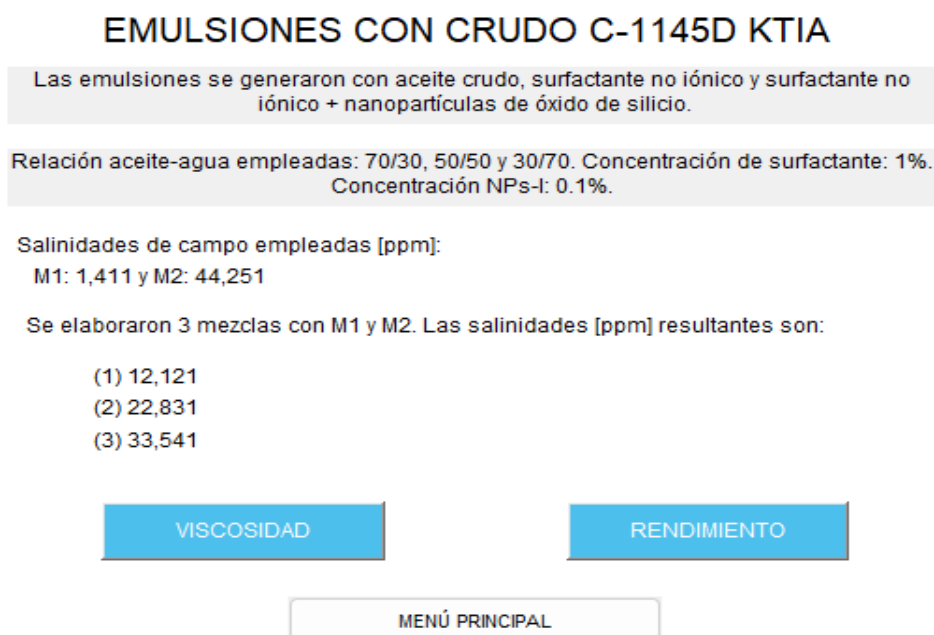 EMULSIONES CON CRUDO C-1145D KTIA
Las emulsiones se generaron con aceite crudo, surfactante no iónico y surfactante no
iónico + nanopartículas de óxido de silicio.
Relación aceite-agua empleadas: 70/30, 50/50 y 30/70. Concentración de surfactante: 1%.
Concentración NPs-I: 0.1%.
Salinidades de campo empleadas [ppm]:
M1: 1,411 y M2: 44,251
Se elaboraron 3 mezclas con M1 y M2. Las salinidades [ppm] resultantes son:
(1) 12,121
(2) 22,831
(3) 33,541
VISCOSIDAD
RENDIMIENTO
MENÚ PRINCIPAL